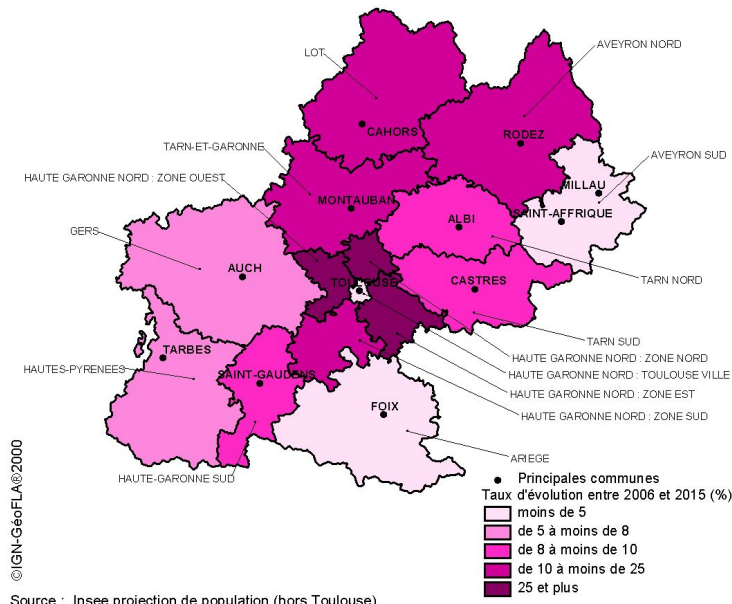 AVEYRON NORD
LOT
CAHORS
RODEZ
TARN-ET-GARONNE
AVEYRON SUD
HAUTE GARONNE NORD : ZONE OUEST
MILLAU
MONTAUBAN
ALBI
SAINT-AFFRIQUE
GERS
AUCH
TOULOUSE
CASTRES
TARN NORD
TARN SUD
TARBES
HAUTE GARONNE NORD : ZONE NORD
HAUTES-PYRENEES
SAINT-GAUDENS
HAUTE GARONNE NORD : TOULOUSE VILLE
HAUTE GARONNE NORD : ZONE EST
FOIX
HAUTE GARONNE NORD : ZONE SUD
ARIEGE
HAUTE-GARONNE SUD
Principales communes
Taux d'évolution entre 2006 et 2015 (%)
moins de 5
de 5 à moins de 8
de 8 à moins de 10
de 10 à moins de 25
25 et plus
©IGN-GéoFLA®2000
Source : Insee projection de population (hors Toulouse)